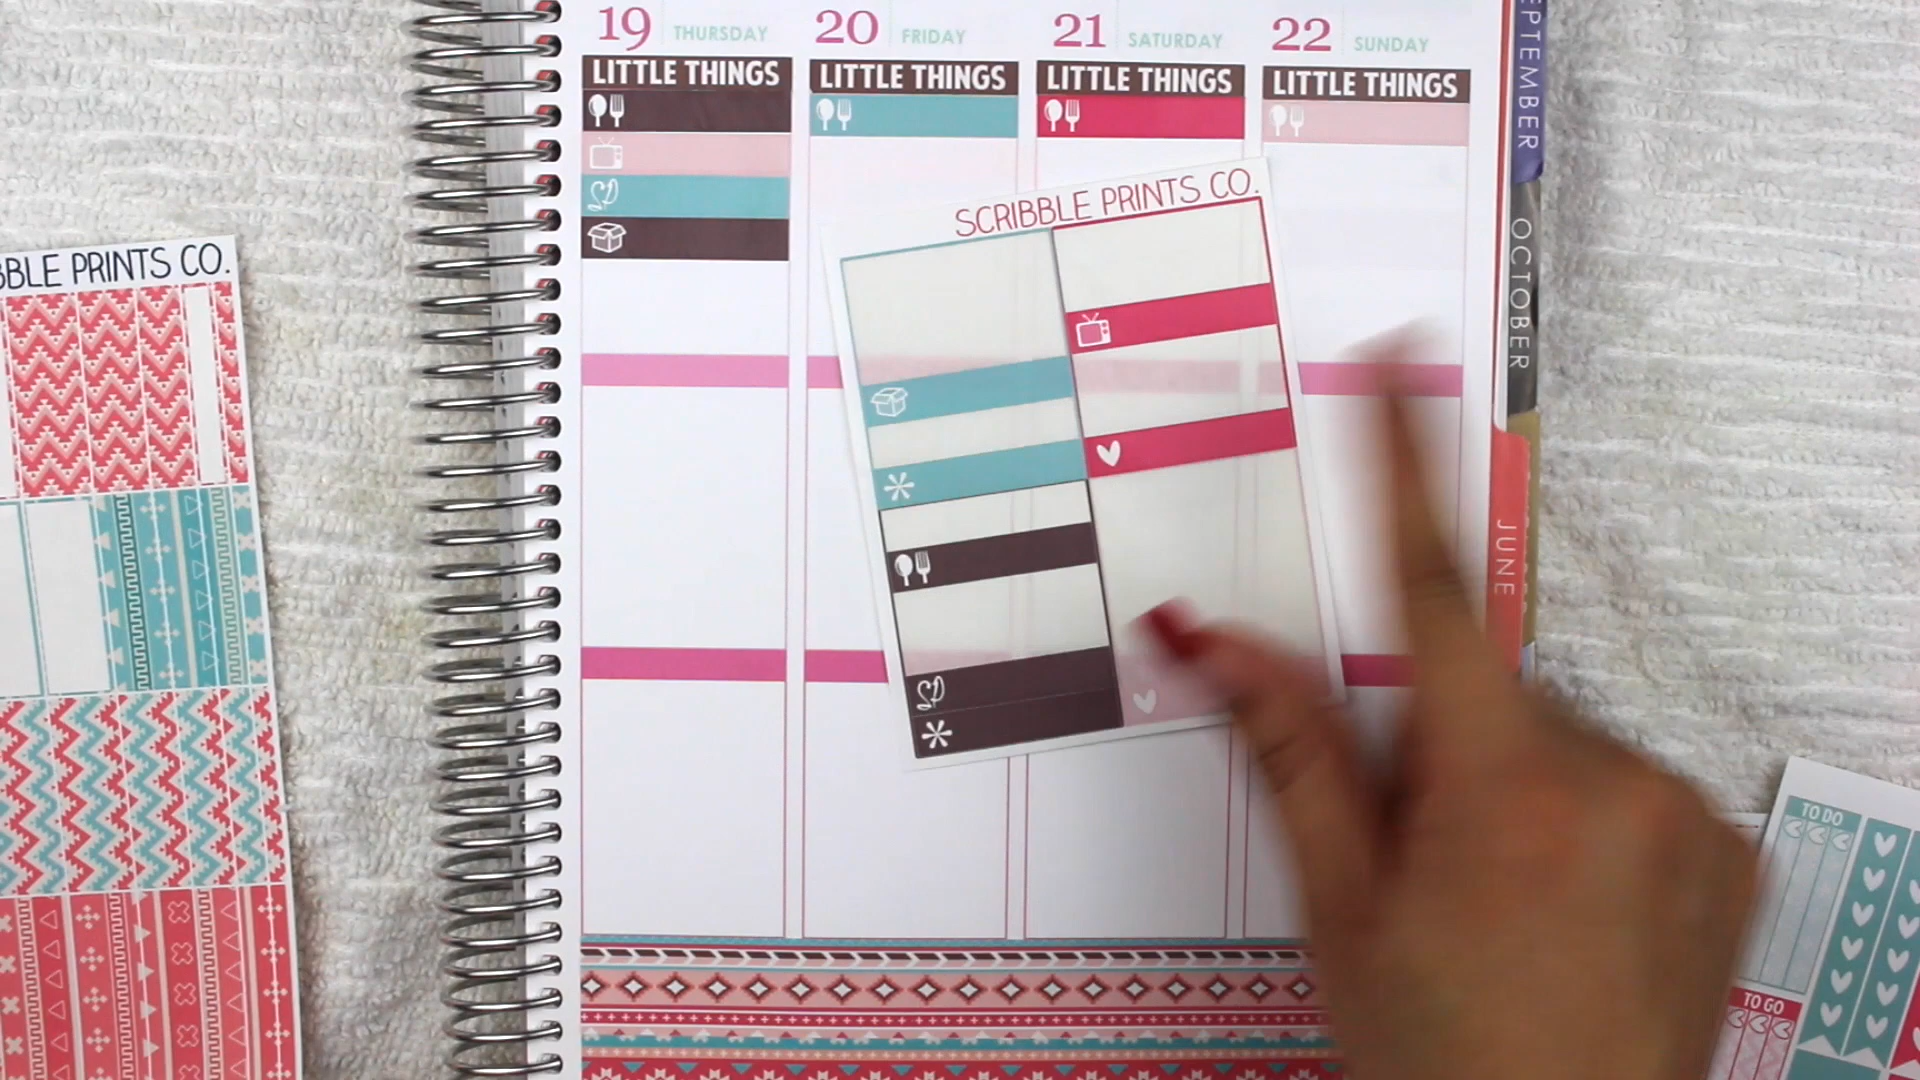 19 THURSDAY
20 FRIDAY
21 SATURDAY
22 SUNDAY
LITTLE THINGS
LITTLE THINGS
LITTLE THINGS
LITTLE THINGS
SCRIBBLE PRINTS CO.
BBLE PRINTS CO.
EPTEMBER
OCTOBER
JUNE
TO DO
TO GO